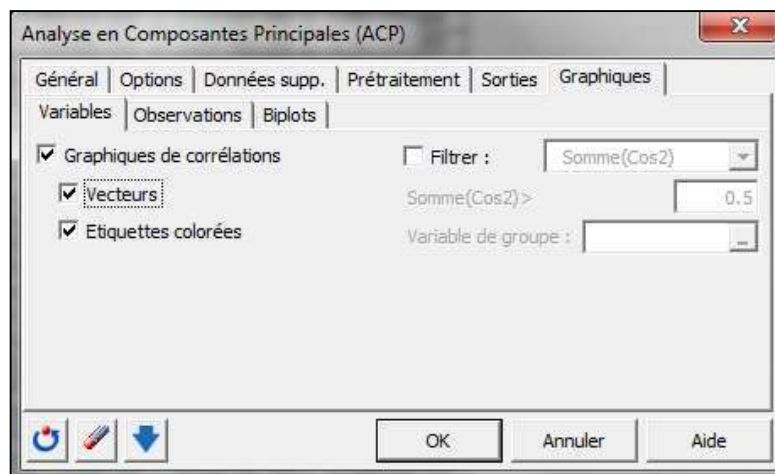 Analyse en Composantes Principales (ACP)
Général Options Données supp. Prétraitement Sorties Graphiques
Variables Observations Biplots
Graphiques de corrélations Filtrer : Somme(Cos2)
Vecteurs Somme(Cos2)> 0.5
Etiquettes colorées Variable de groupe : ...
OK Annuler Aide